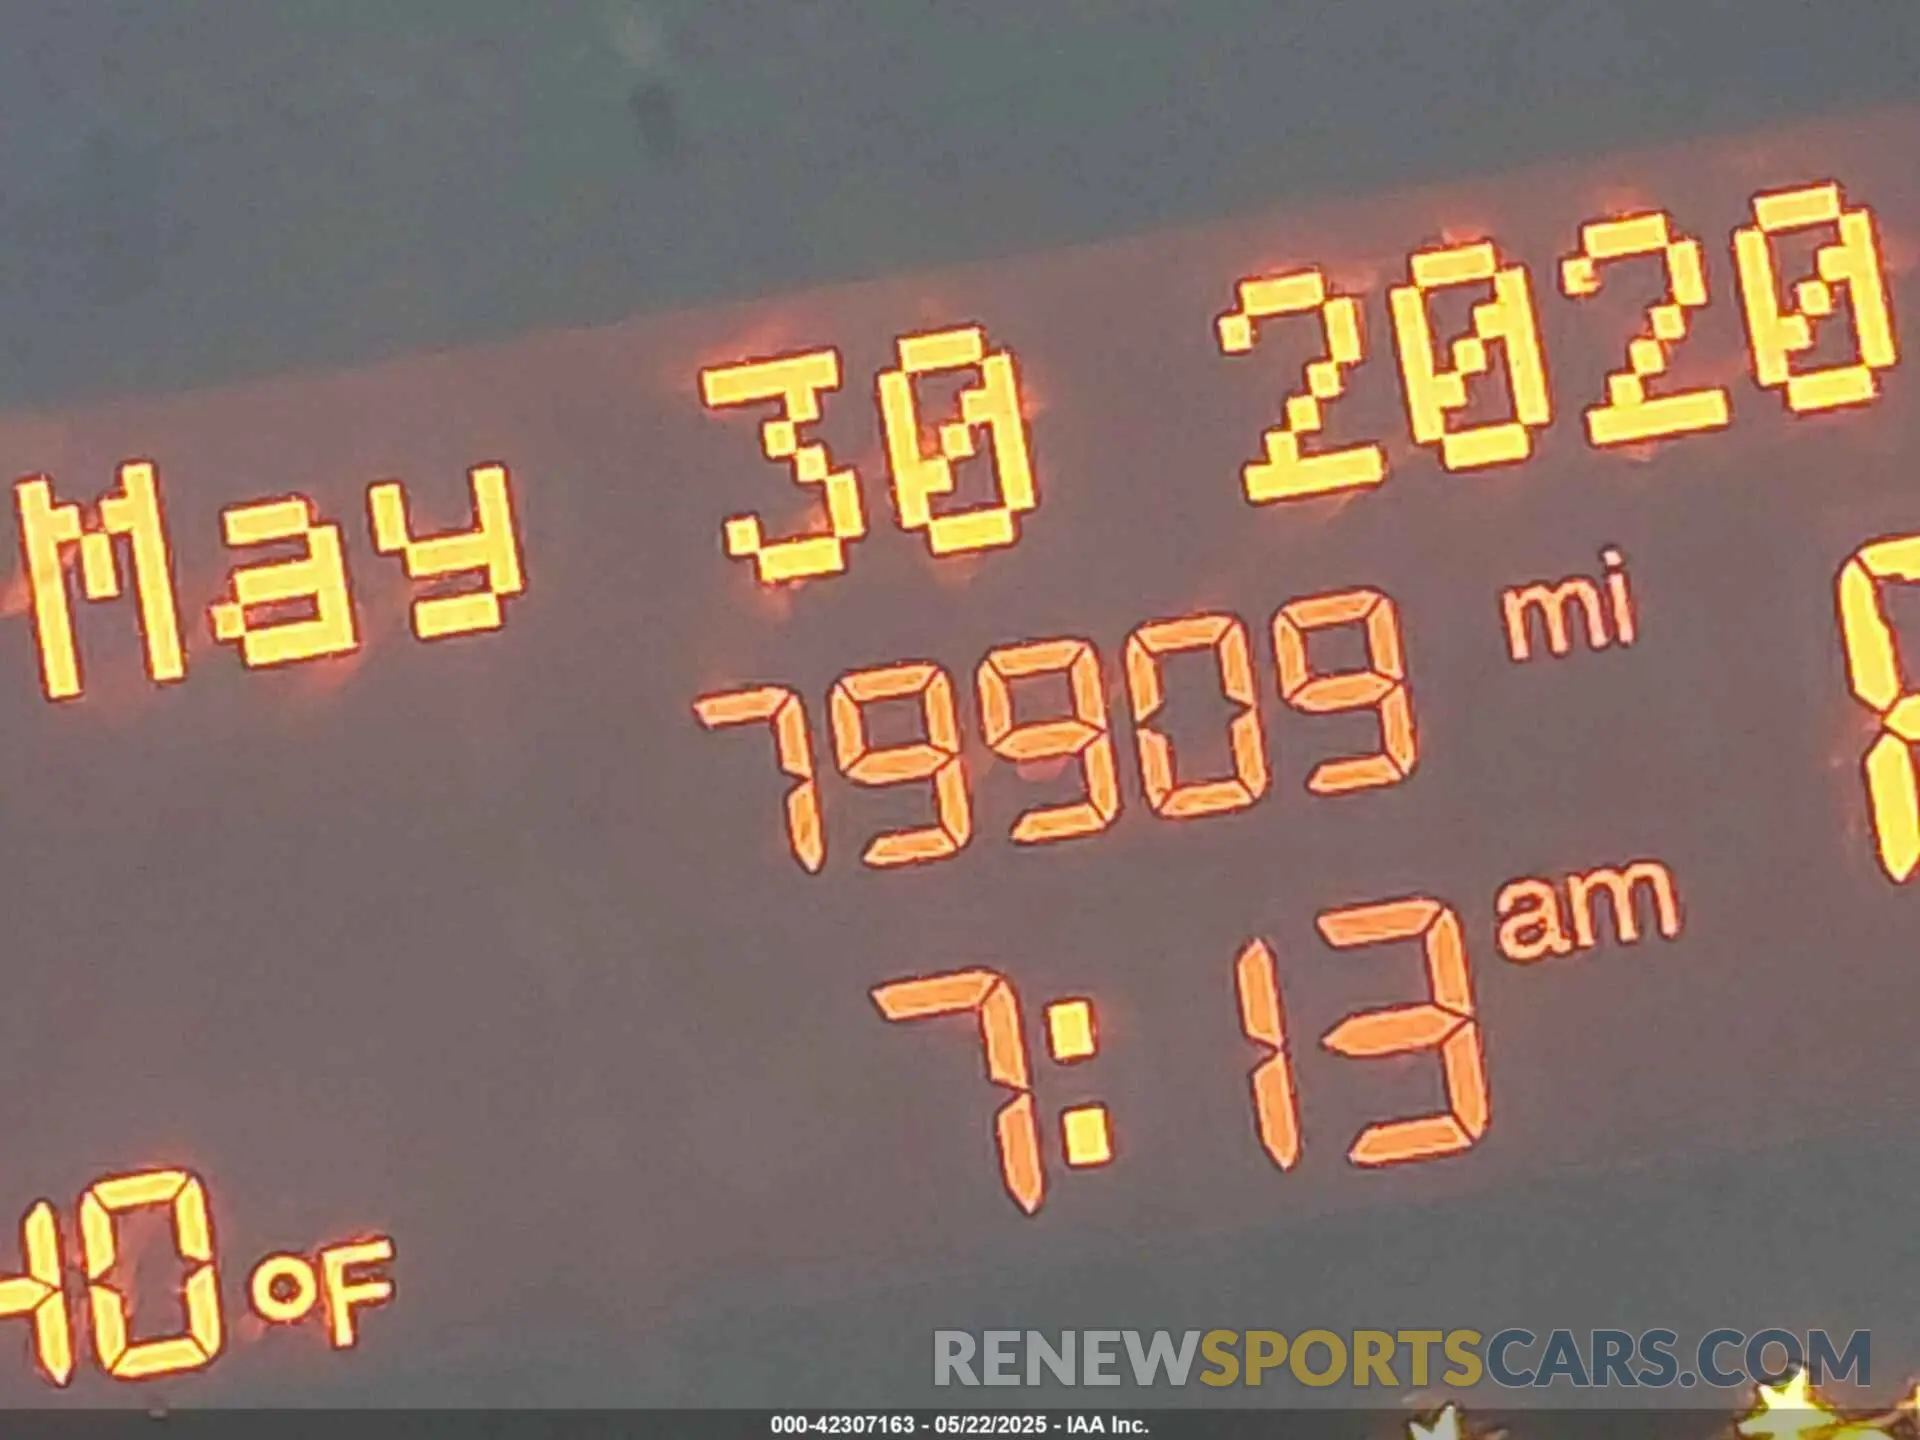 May 30 2020
79909 mi
7:13 am
40 °F
RENEWSPORTSCARS.COM
000-42307163 - 05/22/2025 - IAA Inc.